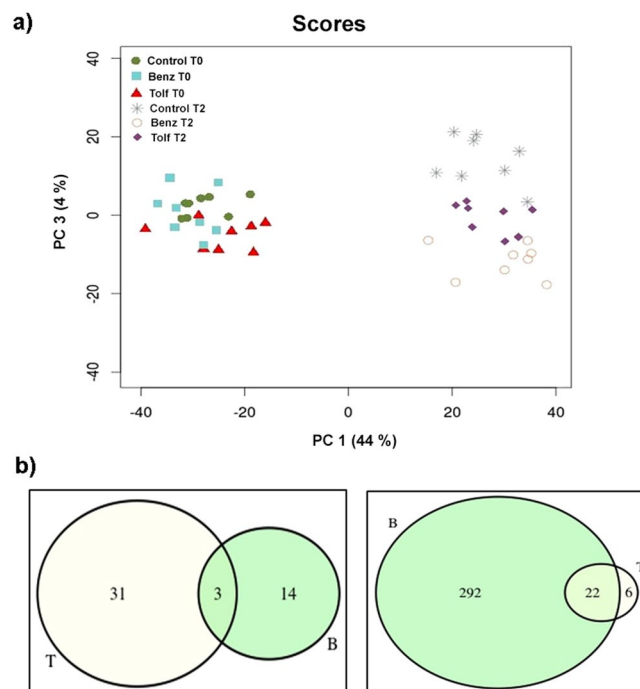 a)
Scores
Control T0
Benz T0
Tolf T0
Control T2
Benz T2
Tolf T2
PC 3 (4 %)
40
20
0
-20
-40
-40
-20
0
20
40
PC 1 (44 %)
b)
31
3
14
T
B
B
T
292
22
6